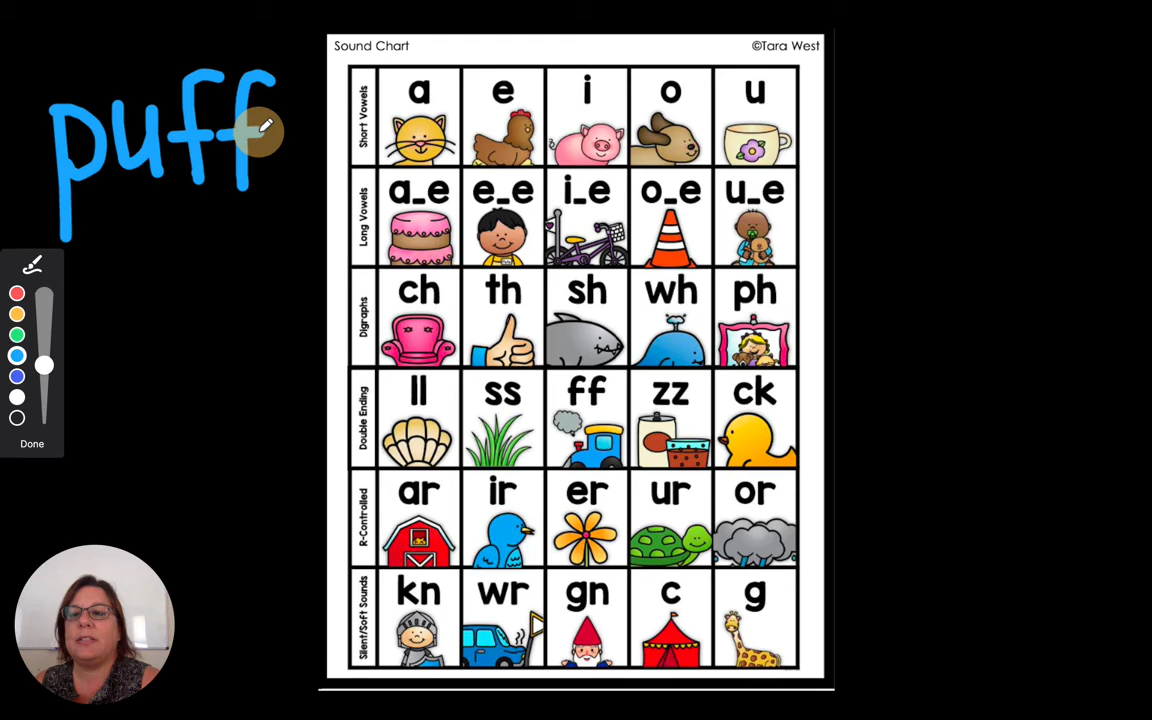 puff
Sound Chart ©Tara West
Short Vowels a e i o u
Long Vowels a_e e_e i_e o_e u_e
Digraphs ch th sh wh ph
Double Ending ll ss ff zz ck
R-Controlled ar ir er ur or
Silent/Soft Sounds kn wr gn c g
Done